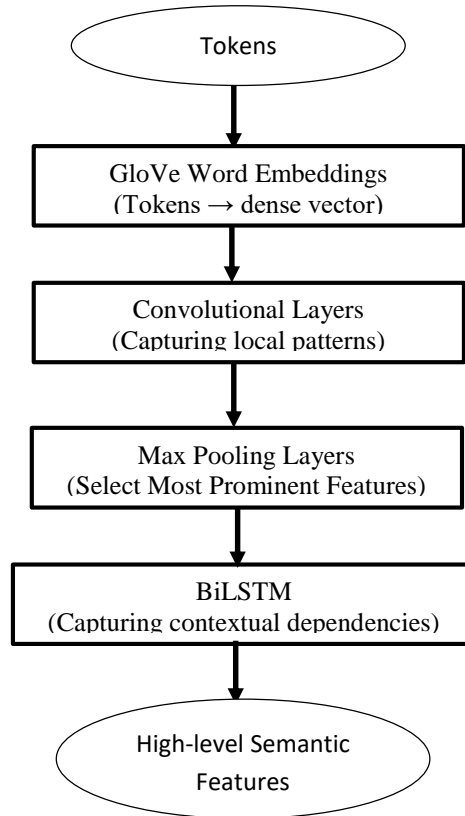 Tokens
GloVe Word Embeddings
(Tokens → dense vector)
Convolutional Layers
(Capturing local patterns)
Max Pooling Layers
(Select Most Prominent Features)
BiLSTM
(Capturing contextual dependencies)
High-level Semantic
Features